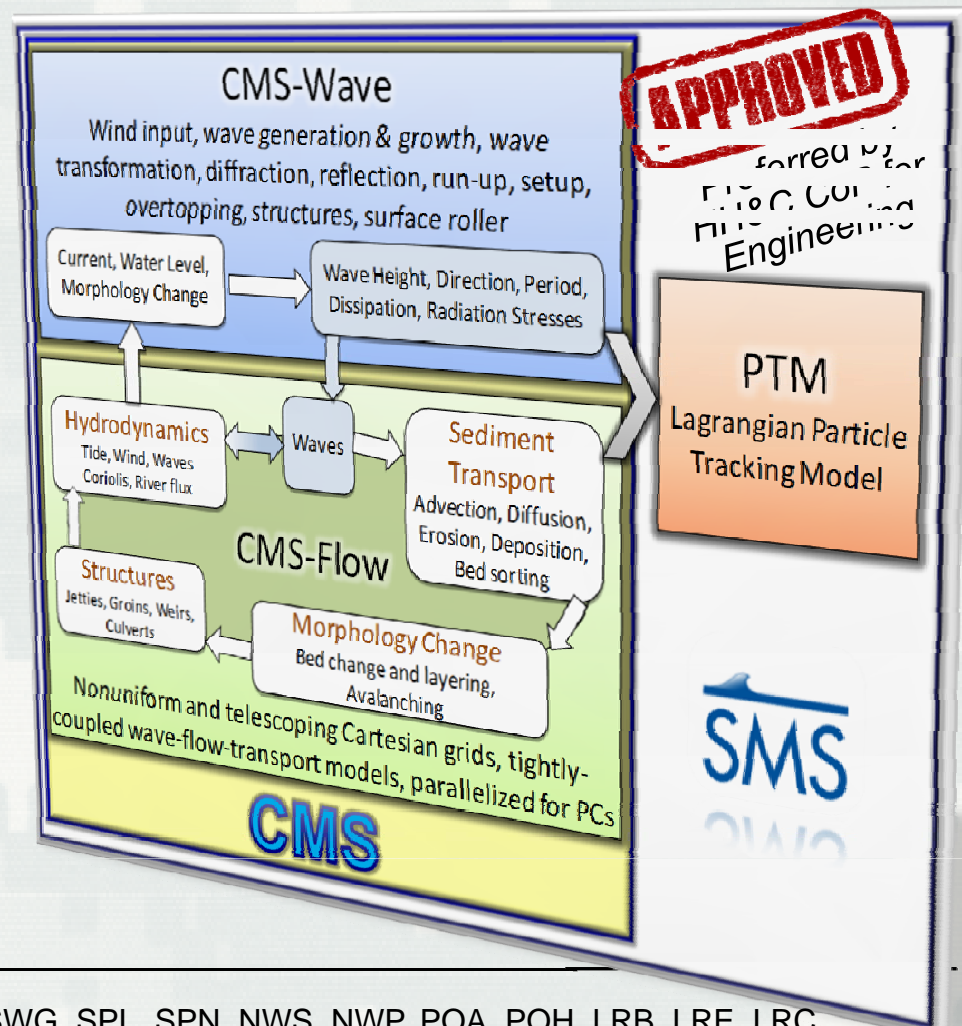 CMS-Wave
Wind input, wave generation & growth, wave
transformation, diffraction, reflection, run-up, setup,
overtopping, structures, surface roller
Current, Water Level,
Morphology Change
Wave Height, Direction, Period,
Dissipation, Radiation Stresses
Hydrodynamics
Tide, Wind, Waves
Coriolis, River flux
Waves
Sediment
Transport
Advection, Diffusion,
Erosion, Deposition,
Bed sorting
CMS-Flow
Structures
Jetties, Groins, Weirs,
Culverts
Morphology Change
Bed change and layering,
Avalanching
Nonuniform and telescoping Cartesian grids, tightly-
coupled wave-flow-transport models, parallelized for PCs
CMS
APPROVED
by
for
H&C
Engineering
PTM
Lagrangian Particle
Tracking Model
SMS
SPL, SPN, NWS, NWP, POA, POH, LRB, LRE, LRC